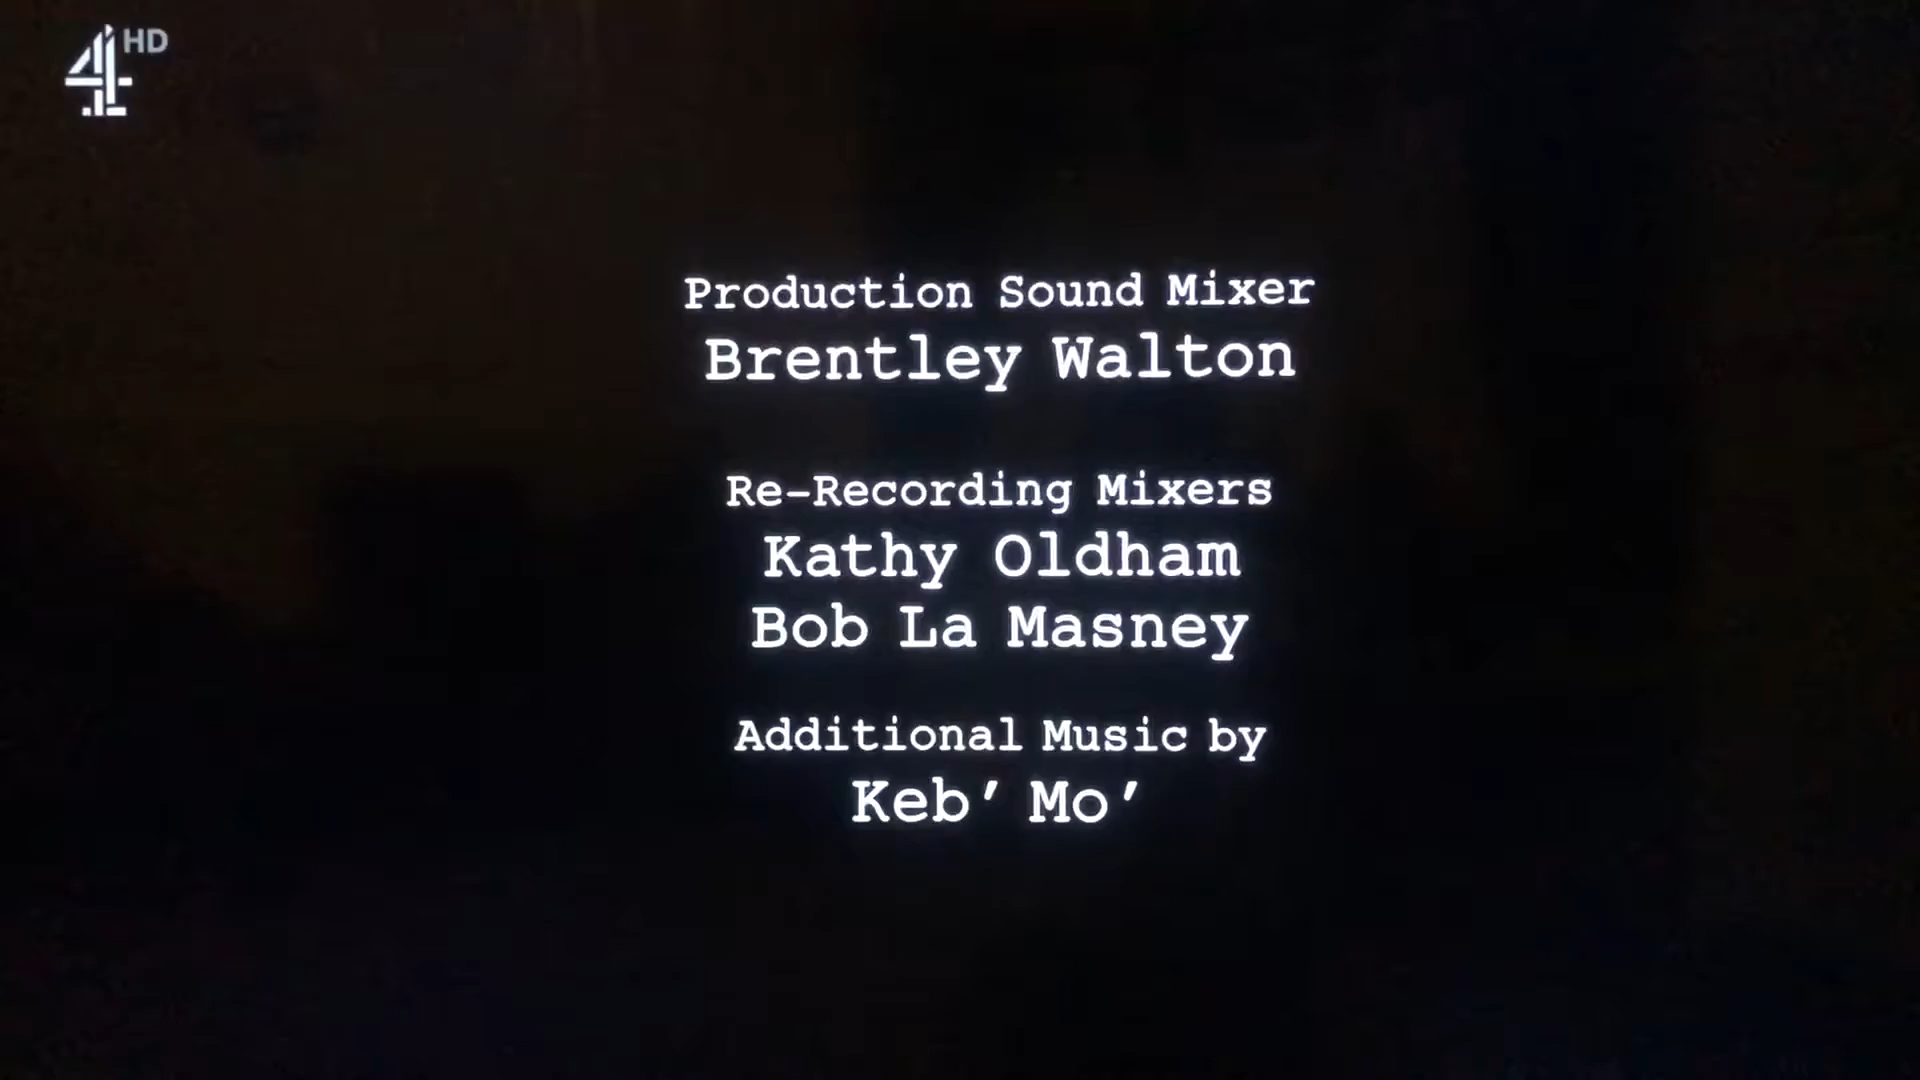 4 HD
Production Sound Mixer
Brentley Walton
Re-Recording Mixers
Kathy Oldham
Bob La Masney
Additional Music by
Keb' Mo'